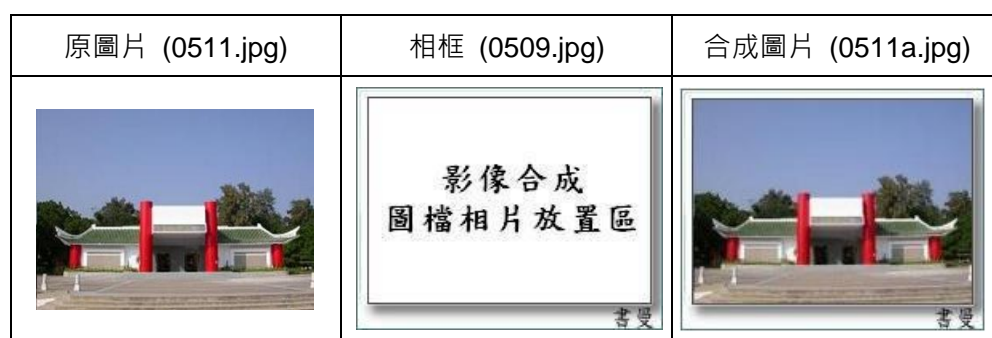 原圖片 (0511.jpg)
相框 (0509.jpg)
合成圖片 (0511a.jpg)
影像合成
圖檔相片放置區
書曼
書曼